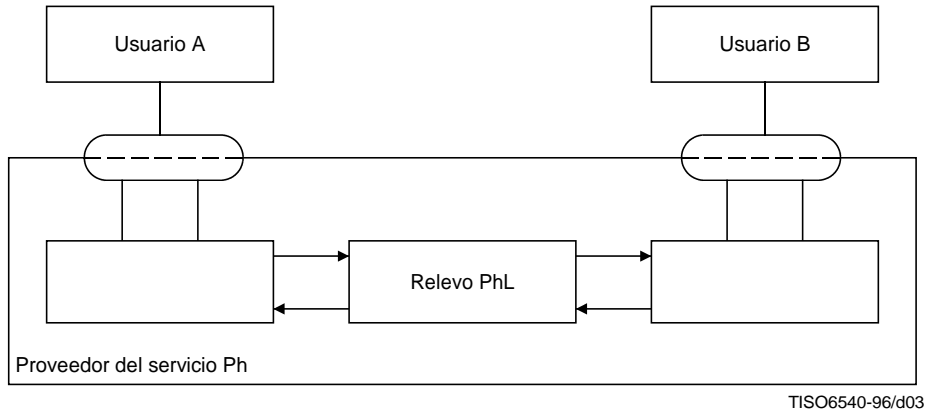 Usuario A
Usuario B
Relevo PhL
Proveedor del servicio Ph
TISO6540-96/d03